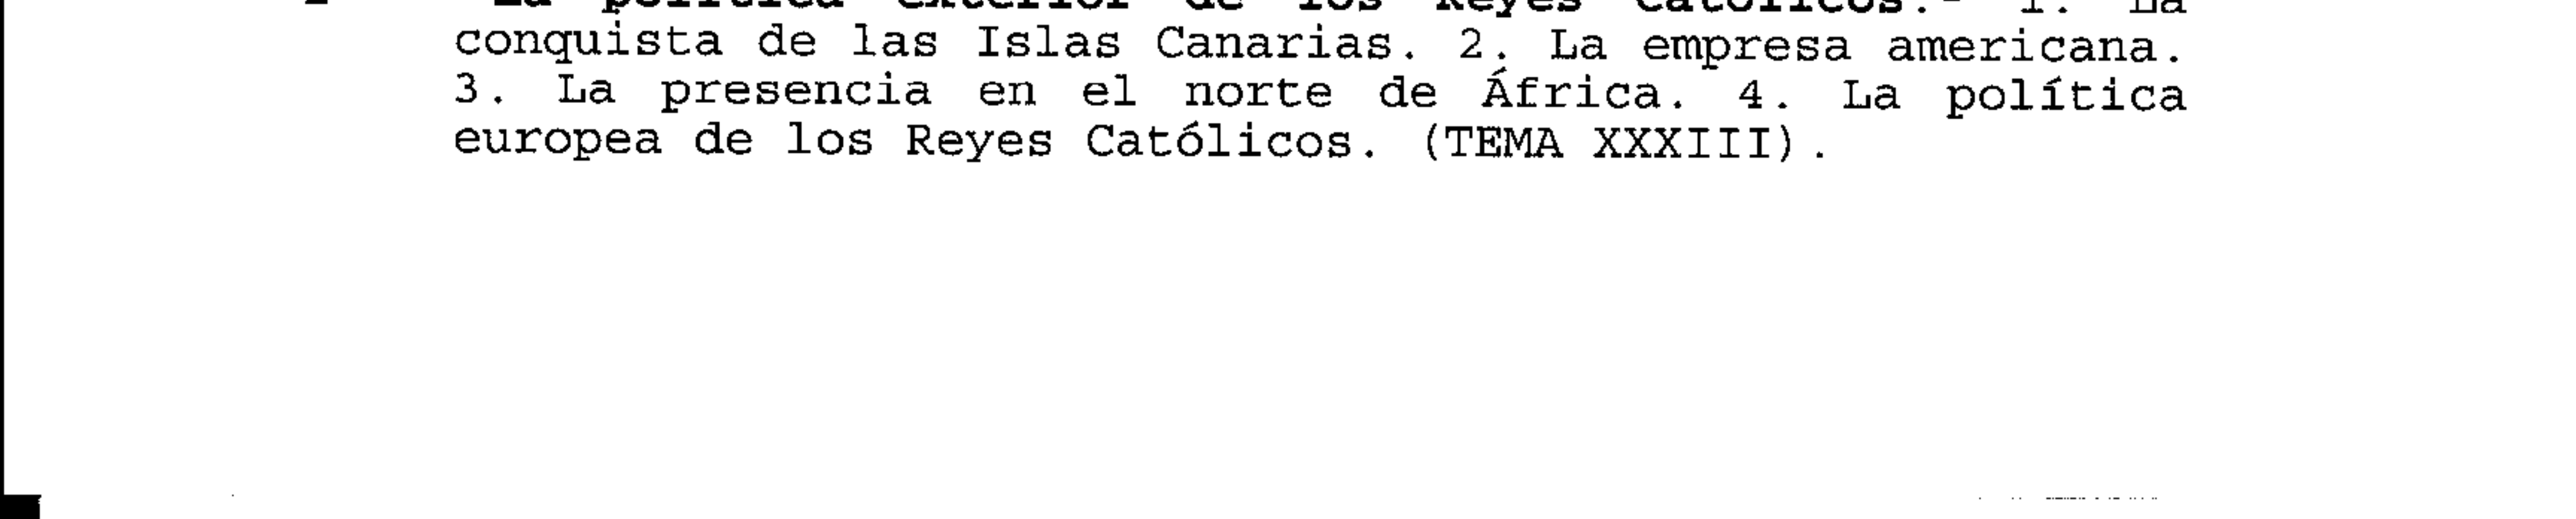 La política exterior de los Reyes Católicos.- 1. La
conquista de las Islas Canarias. 2. La empresa americana.
3. La presencia en el norte de África. 4. La política
europea de los Reyes Católicos. (TEMA XXXIII).